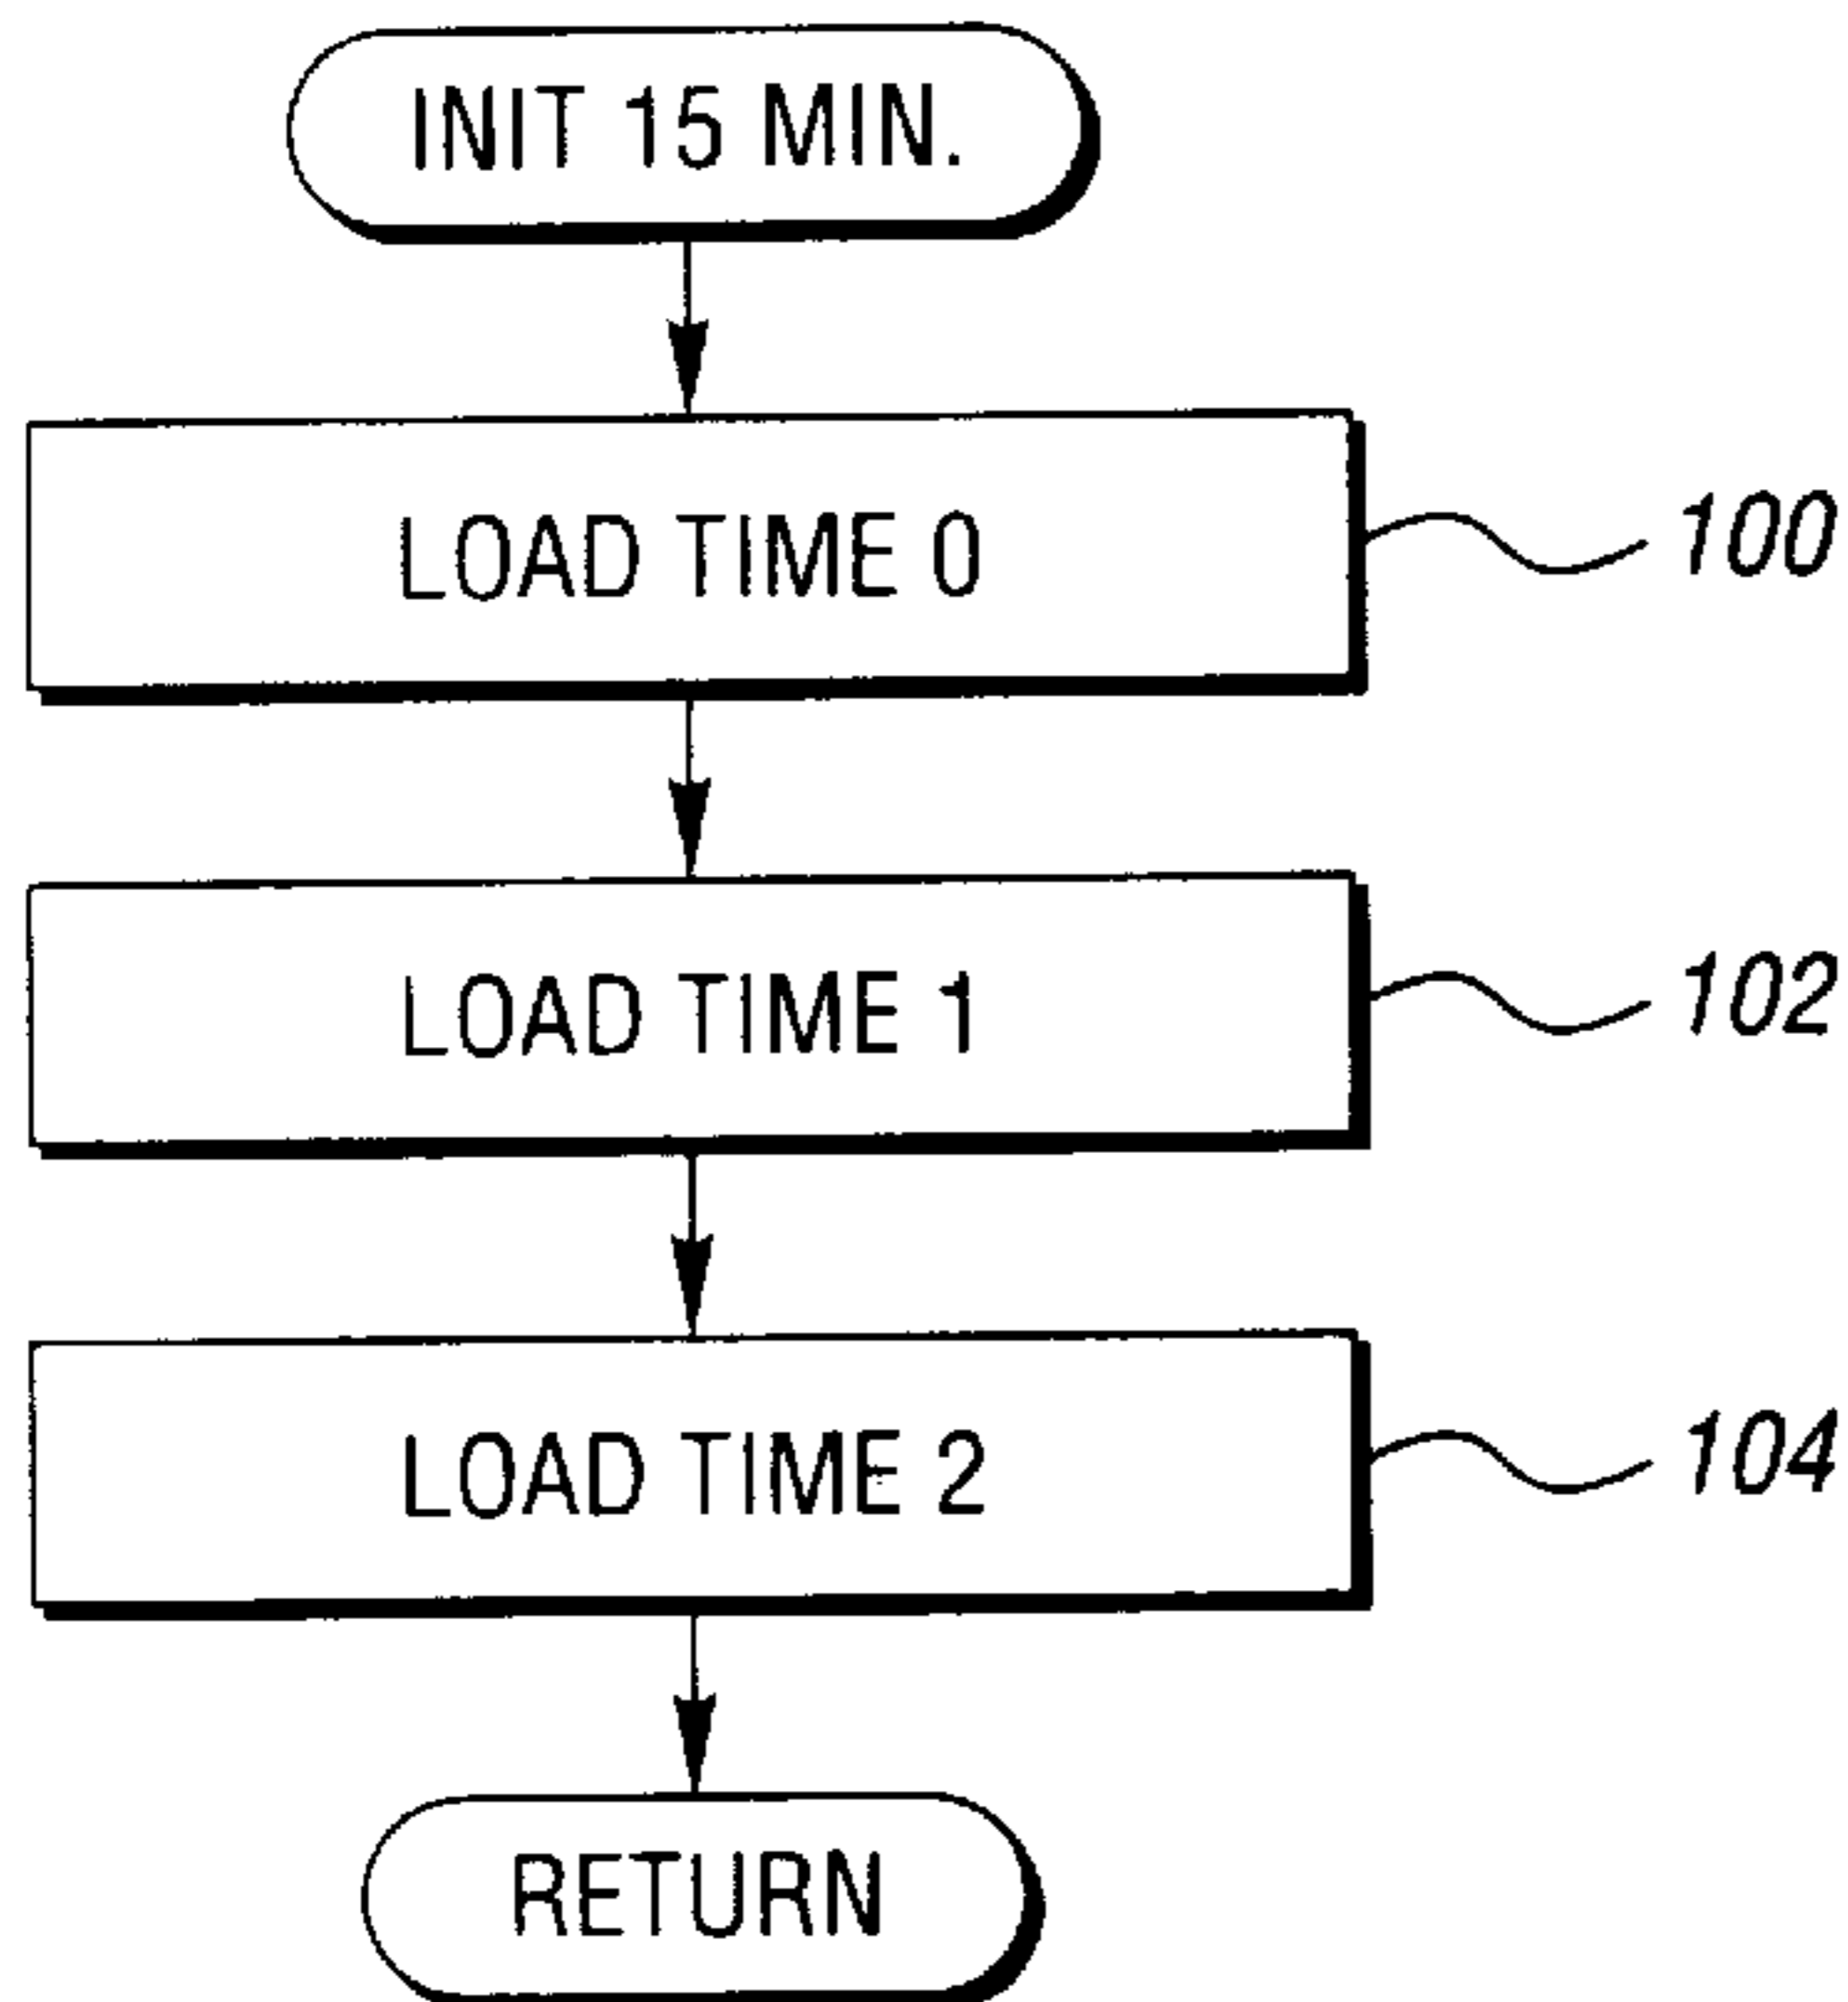 INIT 15 MIN.
LOAD TIME 0
100
LOAD TIME 1
102
LOAD TIME 2
104
RETURN